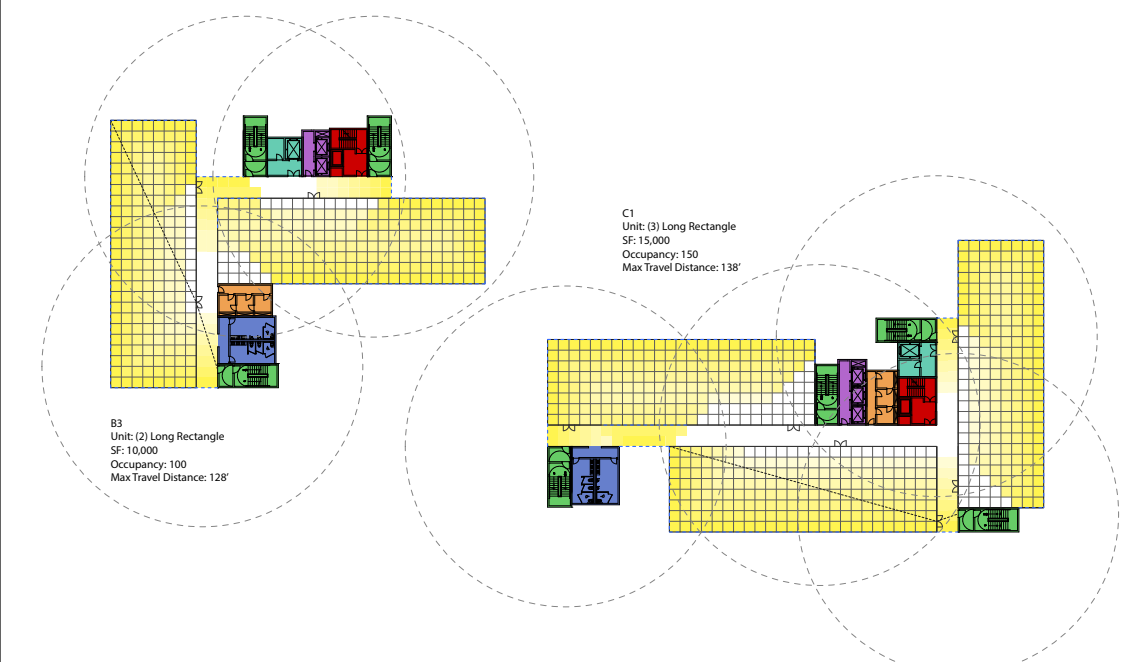 C1
Unit: (3) Long Rectangle
SF: 15,000
Occupancy: 150
Max Travel Distance: 138’
B3
Unit: (2) Long Rectangle
SF: 10,000
Occupancy: 100
Max Travel Distance: 128’